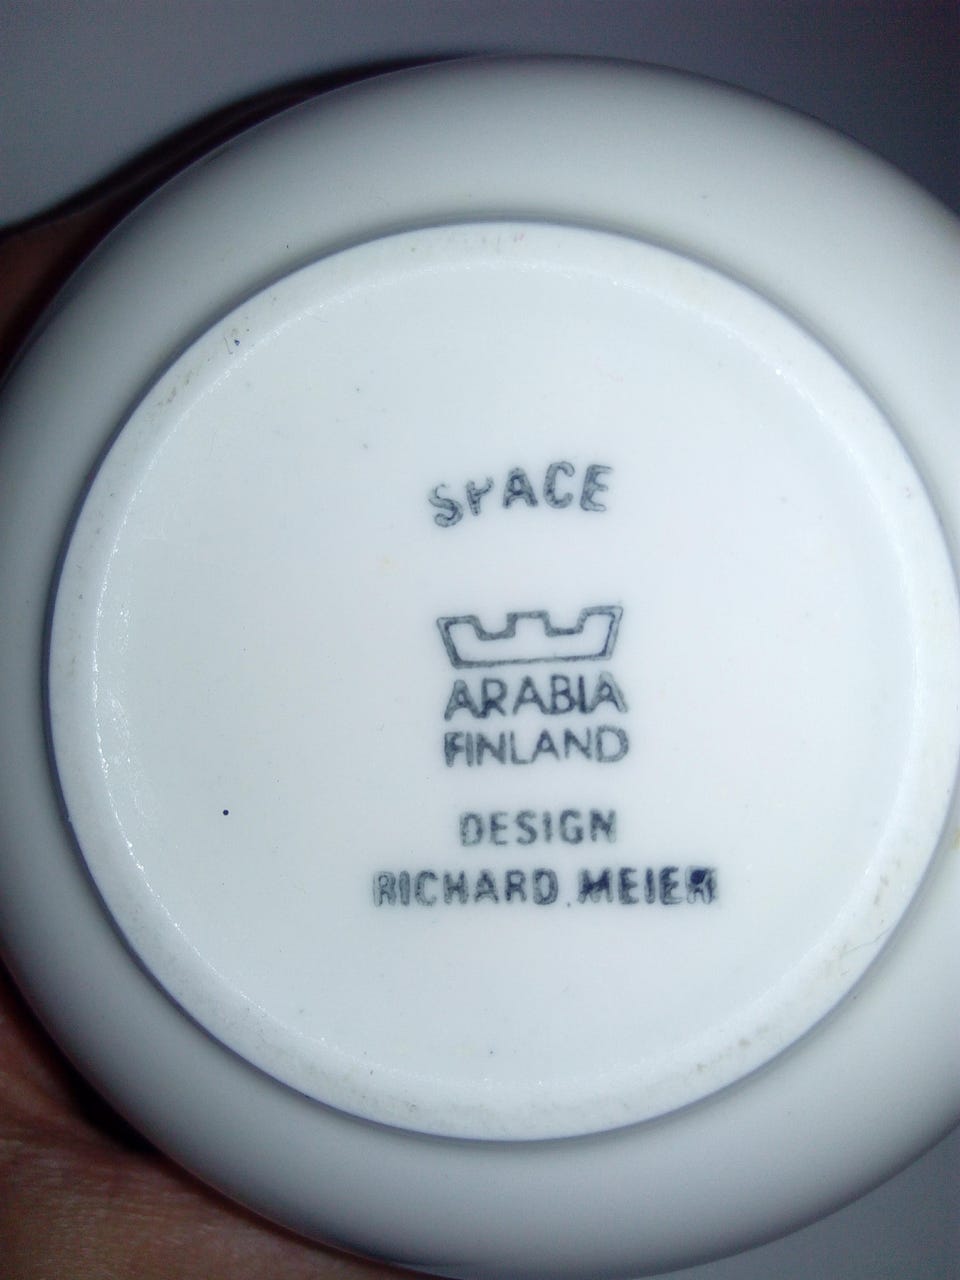 SPACE
ARABIA
FINLAND
DESIGN
RICHARD MEIER